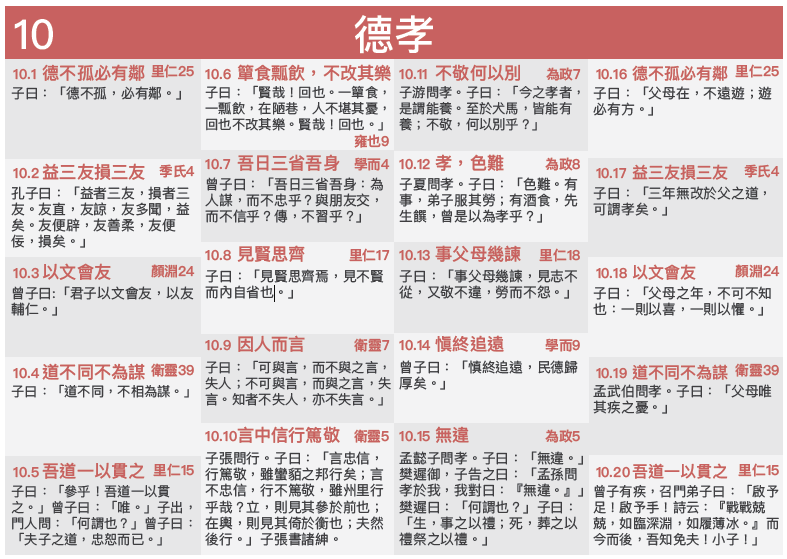 10
德孝
10.1 德不孤必有鄰 里仁25
子曰：「德不孤，必有鄰。」
10.2 益三友損三友 季氏4
孔子曰：「益者三友，損者三
友。友直，友諒，友多聞，益
矣。友便辟，友善柔，友便
佞，損矣。」
10.3 以文會友 顏淵24
曾子曰:「君子以文會友，以友
輔仁。」
10.4 道不同不為謀 衛靈39
子曰：「道不同，不相為謀。」
10.5 吾道一以貫之 里仁15
子曰：「參乎！吾道一以貫
之。」曾子曰：「唯。」子出，
門人問：「何謂也？」曾子曰：
「夫子之道，忠恕而已。」
10.6 簞食瓢飲，不改其樂
子曰：「賢哉！回也。一簞食，
一瓢飲，在陋巷，人不堪其憂，
回也不改其樂。賢哉！回也。」
雍也9
10.7 吾日三省吾身 學而4
曾子曰：「吾日三省吾身：為
人謀，而不忠乎？與朋友交，
而不信乎？傳，不習乎？」
10.8 見賢思齊 里仁17
子曰：「見賢思齊焉，見不賢
而內自省也。」
10.9 因人而言 衛靈7
子曰：「可與言，而不與之言，
失人；不可與言，而與之言，失
言。知者不失人，亦不失言。」
10.10言中信行篤敬 衛靈5
子張問行。子曰：「言忠信，
行篤敬，雖蠻貊之邦行矣；言
不忠信，行不篤敬，雖州里行
乎哉？立，則見其參於前也；
在輿，則見其倚於衡也；夫然
後行。」子張書諸紳。
10.11 不敬何以別 為政7
子游問孝。子曰：「今之孝者，
是謂能養。至於犬馬，皆能有
養；不敬，何以別乎？」
10.12 孝，色難 為政8
子夏問孝。子曰：「色難。有
事，弟子服其勞；有酒食，先
生饌，曾是以為孝乎？」
10.13 事父母幾諫 里仁18
子曰：「事父母幾諫，見志不
從，又敬不違，勞而不怨。」
10.14 慎終追遠 學而9
曾子曰：「慎終追遠，民德歸
厚矣。」
10.15 無違 為政5
孟懿子問孝。子曰：「無違。」
樊遲御，子告之曰：「孟孫問
孝於我，我對曰：『無違。』」
樊遲曰：「何謂也？」子曰：
「生，事之以禮；死，葬之以
禮祭之以禮。」
10.16 德不孤必有鄰 里仁25
子曰：「父母在，不遠遊；遊
必有方。」
10.17 益三友損三友 季氏4
子曰：「三年無改於父之道，
可謂孝矣。」
10.18 以文會友 顏淵24
子曰：「父母之年，不可不知
也：一則以喜，一則以懼。」
10.19 道不同不為謀 衛靈39
孟武伯問孝。子曰：「父母唯
其疾之憂。」
10.20 吾道一以貫之 里仁15
曾子有疾，召門弟子曰：「啟予
足！啟予手！詩云：『戰戰兢
兢，如臨深淵，如履薄冰。』而
今而後，吾知免夫！小子！」